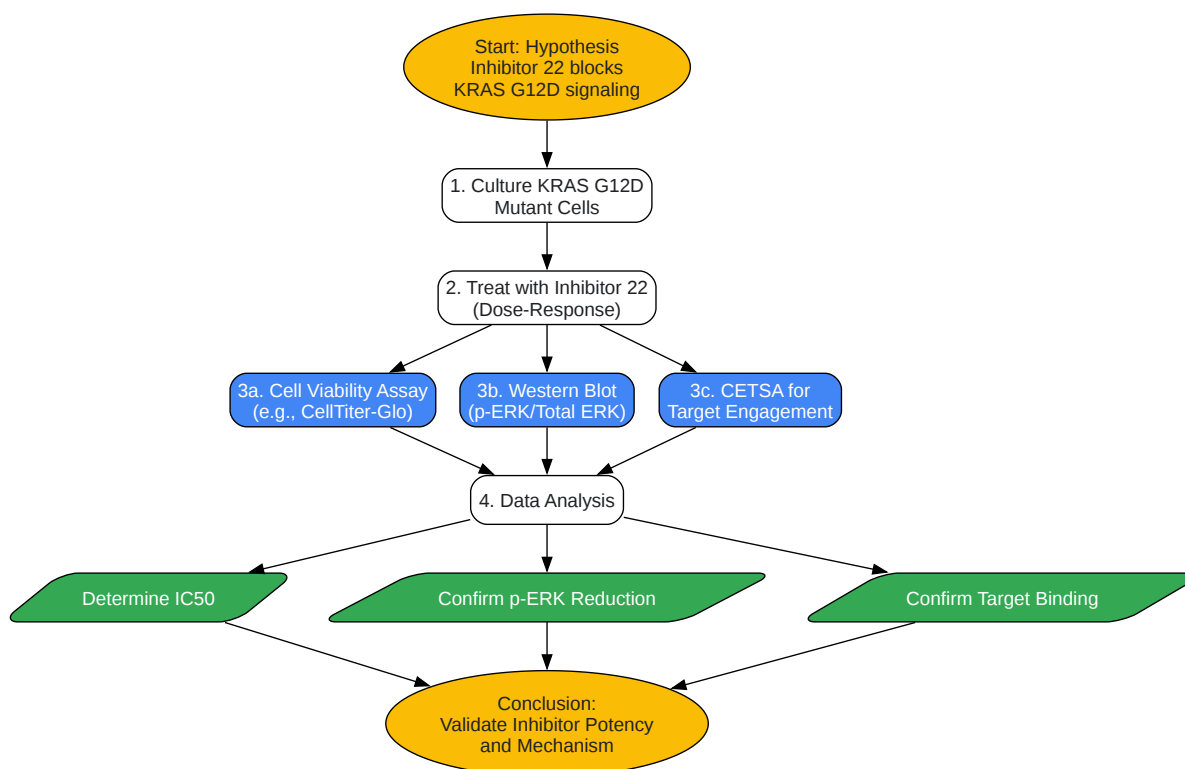 Start: Hypothesis
Inhibitor 22 blocks
KRAS G12D signaling
1. Culture KRAS G12D
Mutant Cells
2. Treat with Inhibitor 22
(Dose-Response)
3a. Cell Viability Assay
(e.g., CellTiter-Glo)
3b. Western Blot
(p-ERK/Total ERK)
3c. CETSA for
Target Engagement
4. Data Analysis
Determine IC50
Confirm p-ERK Reduction
Confirm Target Binding
Conclusion:
Validate Inhibitor Potency
and Mechanism